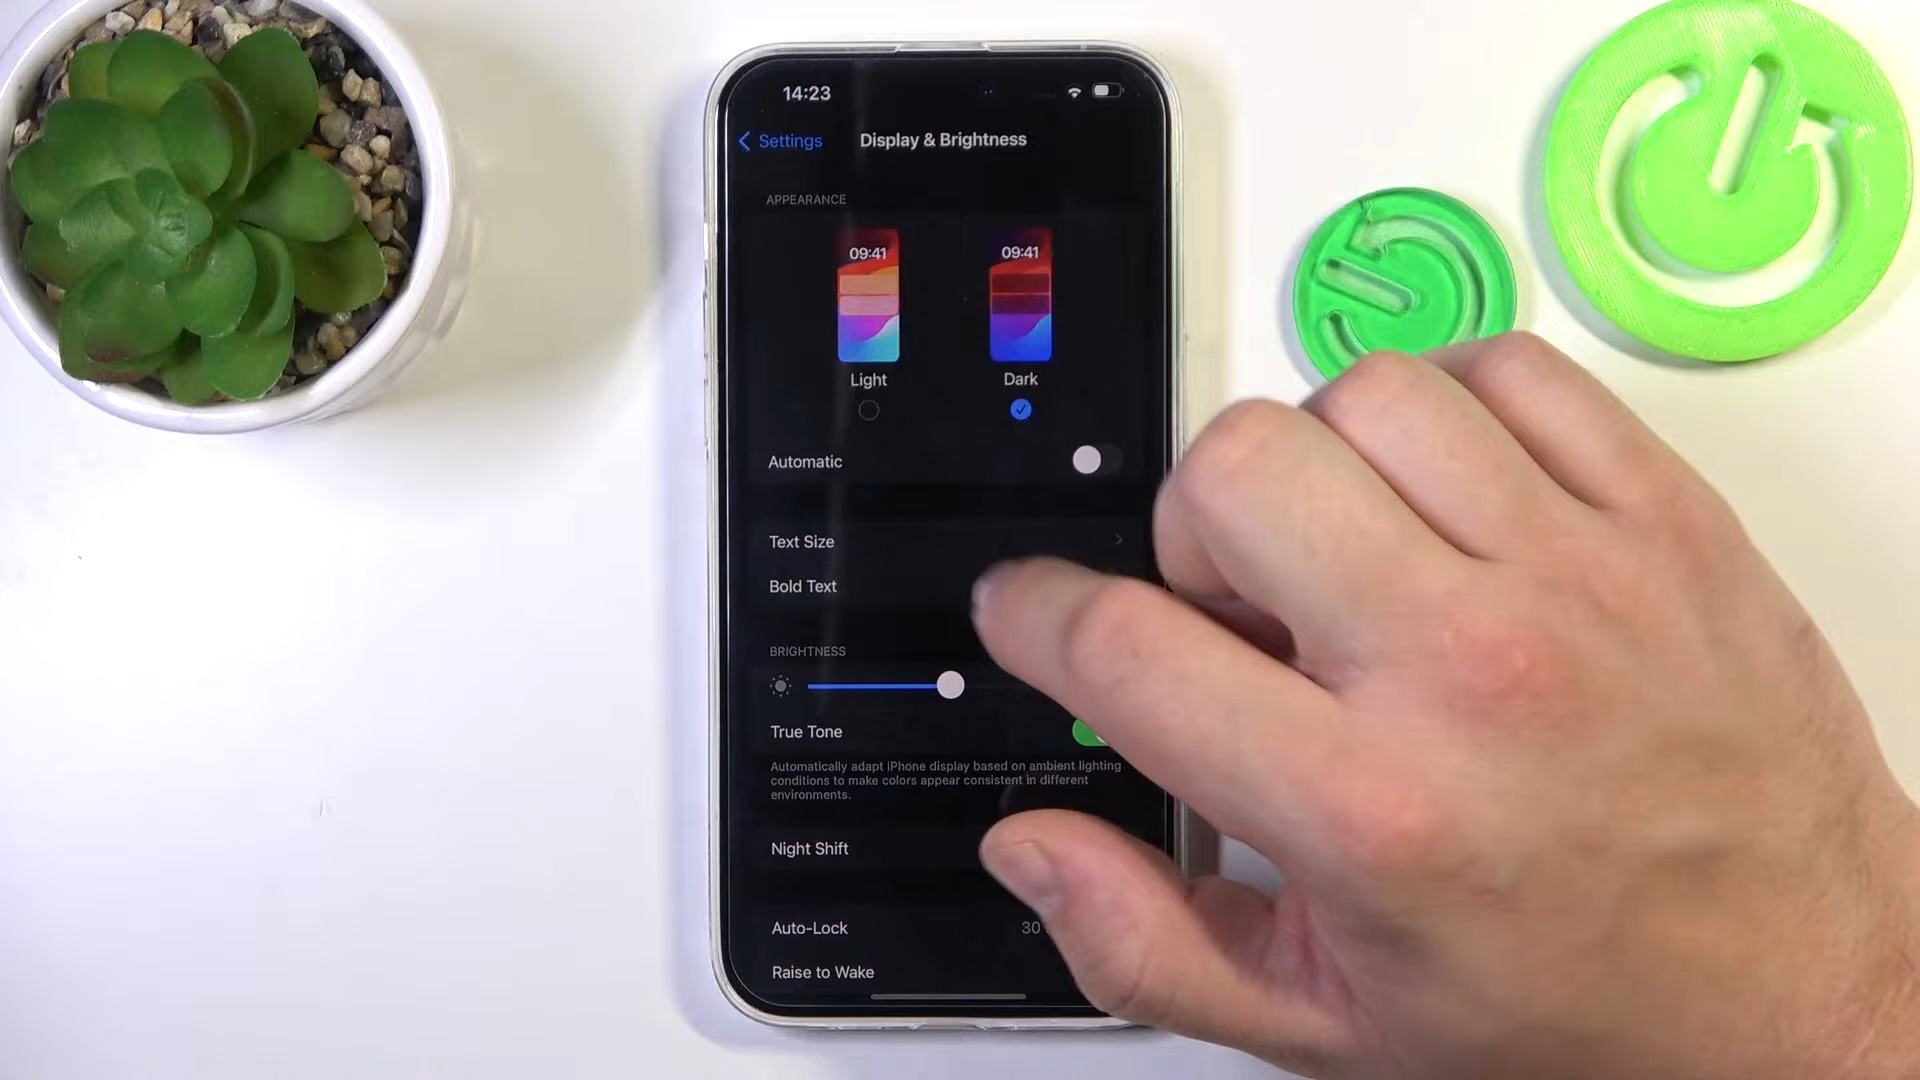 14:23
Settings
Display & Brightness
APPEARANCE
09:41
09:41
Light
Dark
Automatic
Text Size
Bold Text
BRIGHTNESS
True Tone
Automatically adapt iPhone display based on ambient lighting
conditions to make colors appear consistent in different
environments.
Night Shift
Auto-Lock
30
Raise to Wake